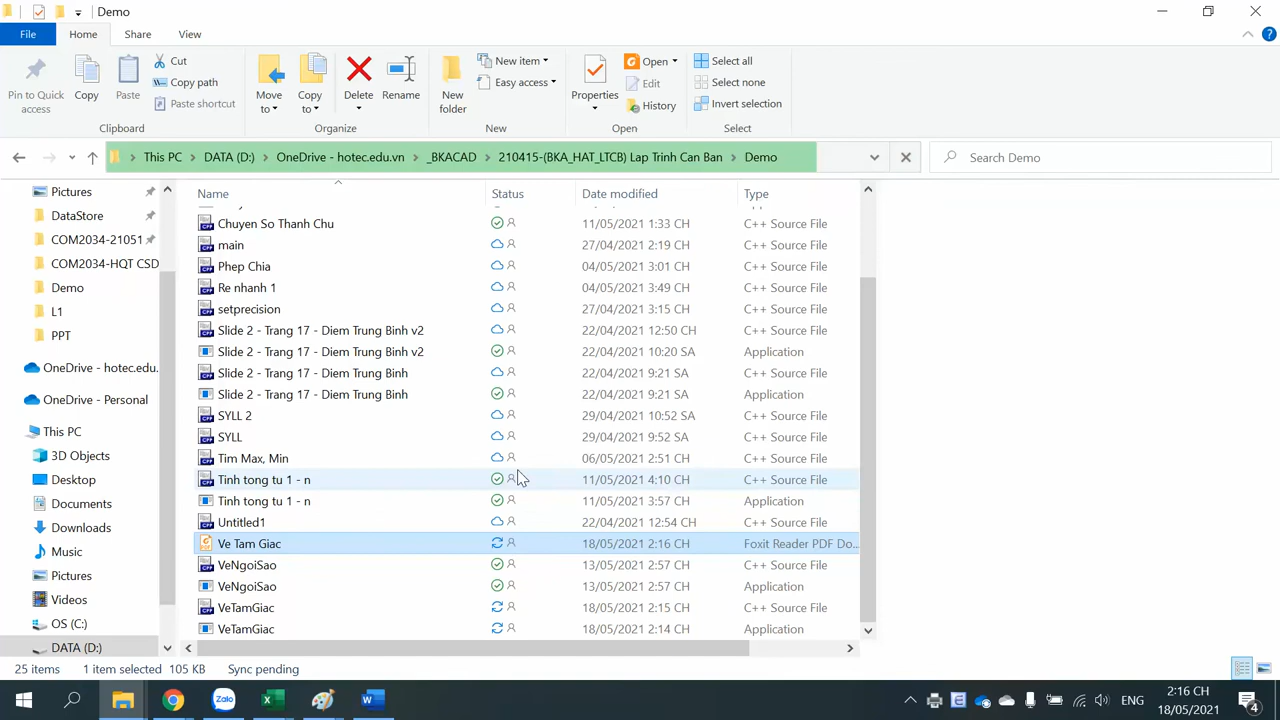 Demo
File Home Share View
Pin to Quick access
Copy
Paste
Cut
Copy path
Paste shortcut
Clipboard
Move to
Copy to
Delete
Rename
Organize
New folder
New item
Easy access
New
Properties
Open
Edit
History
Open
Select all
Select none
Invert selection
Select
This PC > DATA (D:) > OneDrive - hotec.edu.vn > _BKACAD > 210415-(BKA_HAT_LTCB) Lap Trinh Can Ban > Demo
Search Demo
Pictures
DataStore
COM2034-21051
COM2034-HQT CSD
Demo
L1
PPT
OneDrive - hotec.edu.
OneDrive - Personal
This PC
3D Objects
Desktop
Documents
Downloads
Music
Pictures
Videos
OS (C:)
DATA (D:)
Name Status Date modified Type
Chuyen So Thanh Chu 11/05/2021 1:33 CH C++ Source File
main 27/04/2021 2:19 CH C++ Source File
Phep Chia 04/05/2021 3:01 CH C++ Source File
Re nhanh 1 04/05/2021 3:49 CH C++ Source File
setprecision 27/04/2021 3:15 CH C++ Source File
Slide 2 - Trang 17 - Diem Trung Binh v2 22/04/2021 12:50 CH C++ Source File
Slide 2 - Trang 17 - Diem Trung Binh v2 22/04/2021 10:20 SA Application
Slide 2 - Trang 17 - Diem Trung Binh 22/04/2021 9:21 SA C++ Source File
Slide 2 - Trang 17 - Diem Trung Binh 22/04/2021 9:21 SA Application
SYLL 2 29/04/2021 10:52 SA C++ Source File
SYLL 29/04/2021 9:52 SA C++ Source File
Tim Max, Min 06/05/2021 2:51 CH C++ Source File
Tinh tong tu 1 - n 11/05/2021 4:10 CH C++ Source File
Tinh tong tu 1 - n 11/05/2021 3:57 CH Application
Untitled1 22/04/2021 12:54 CH C++ Source File
Ve Tam Giac 18/05/2021 2:16 CH Foxit Reader PDF Do...
VeNgoiSao 13/05/2021 2:57 CH C++ Source File
VeNgoiSao 13/05/2021 2:57 CH Application
VeTamGiac 18/05/2021 2:15 CH C++ Source File
VeTamGiac 18/05/2021 2:14 CH Application
25 items 1 item selected 105 KB Sync pending
Zalo
ENG
2:16 CH
18/05/2021
4